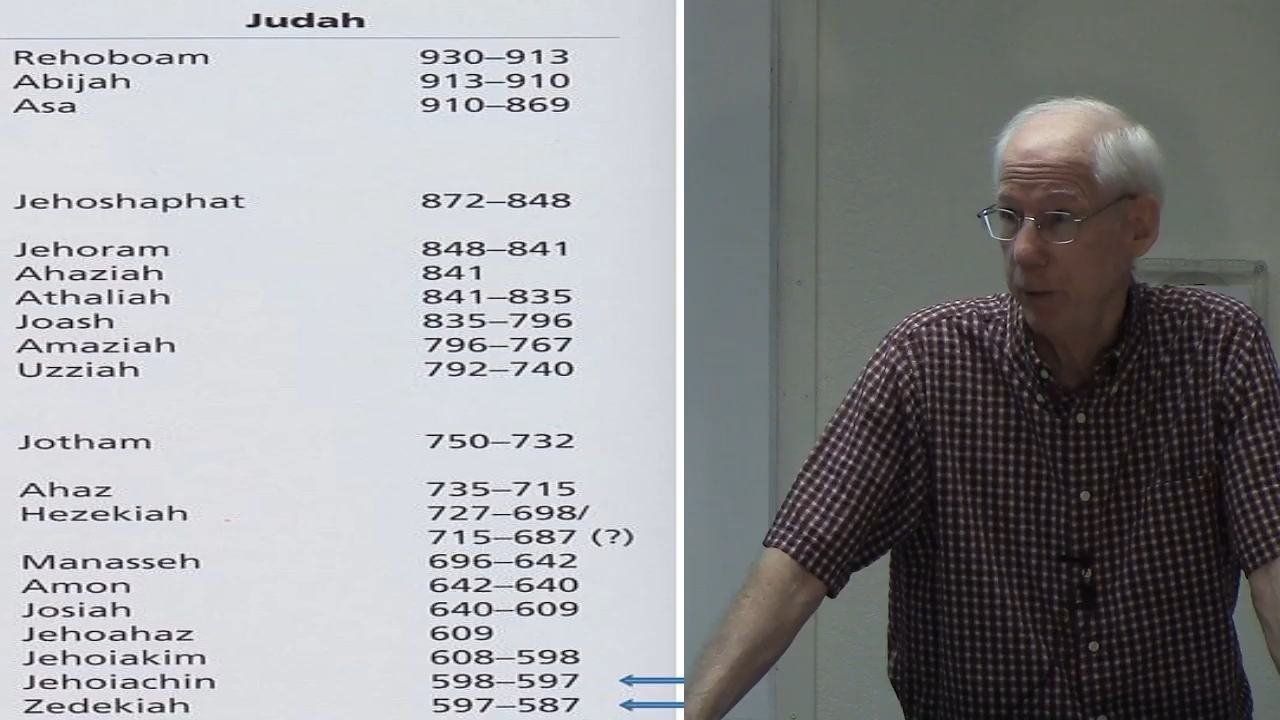 Judah
Rehoboam 930–913
Abijah 913–910
Asa 910–869
Jehoshaphat 872–848
Jehoram 848–841
Ahaziah 841
Athaliah 841–835
Joash 835–796
Amaziah 796–767
Uzziah 792–740
Jotham 750–732
Ahaz 735–715
Hezekiah 727–698/
715–687 (?)
Manasseh 696–642
Amon 642–640
Josiah 640–609
Jehoahaz 609
Jehoiakim 608–598
Jehoiachin 598–597
Zedekiah 597–587